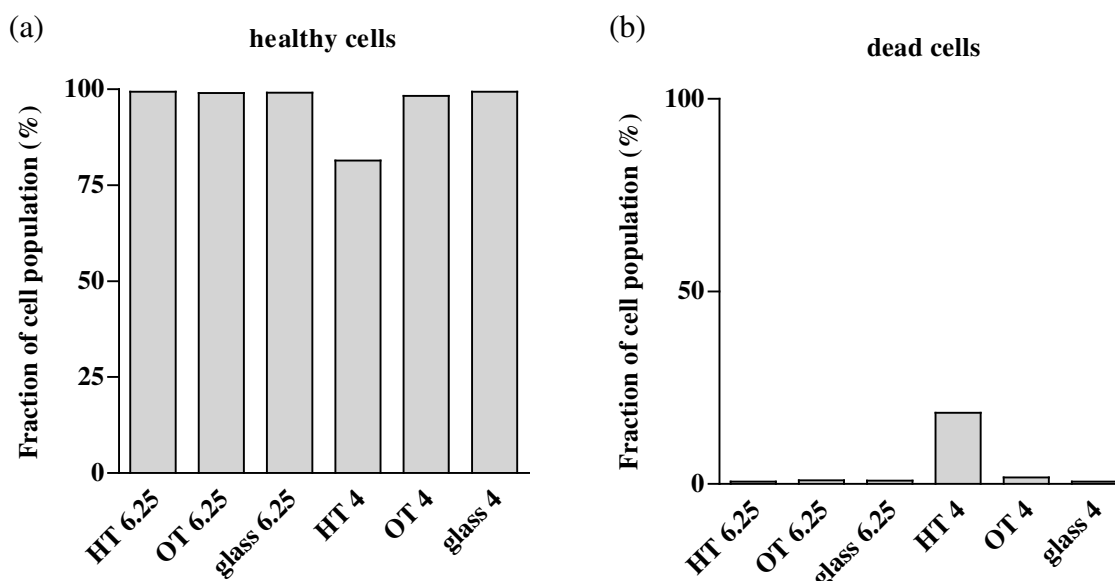 (a)
healthy cells
Fraction of cell population (%)
100
75
50
25
0
HT 6.25
OT 6.25
glass 6.25
HT 4
OT 4
glass 4
(b)
dead cells
Fraction of cell population (%)
100
50
0
HT 6.25
OT 6.25
glass 6.25
HT 4
OT 4
glass 4